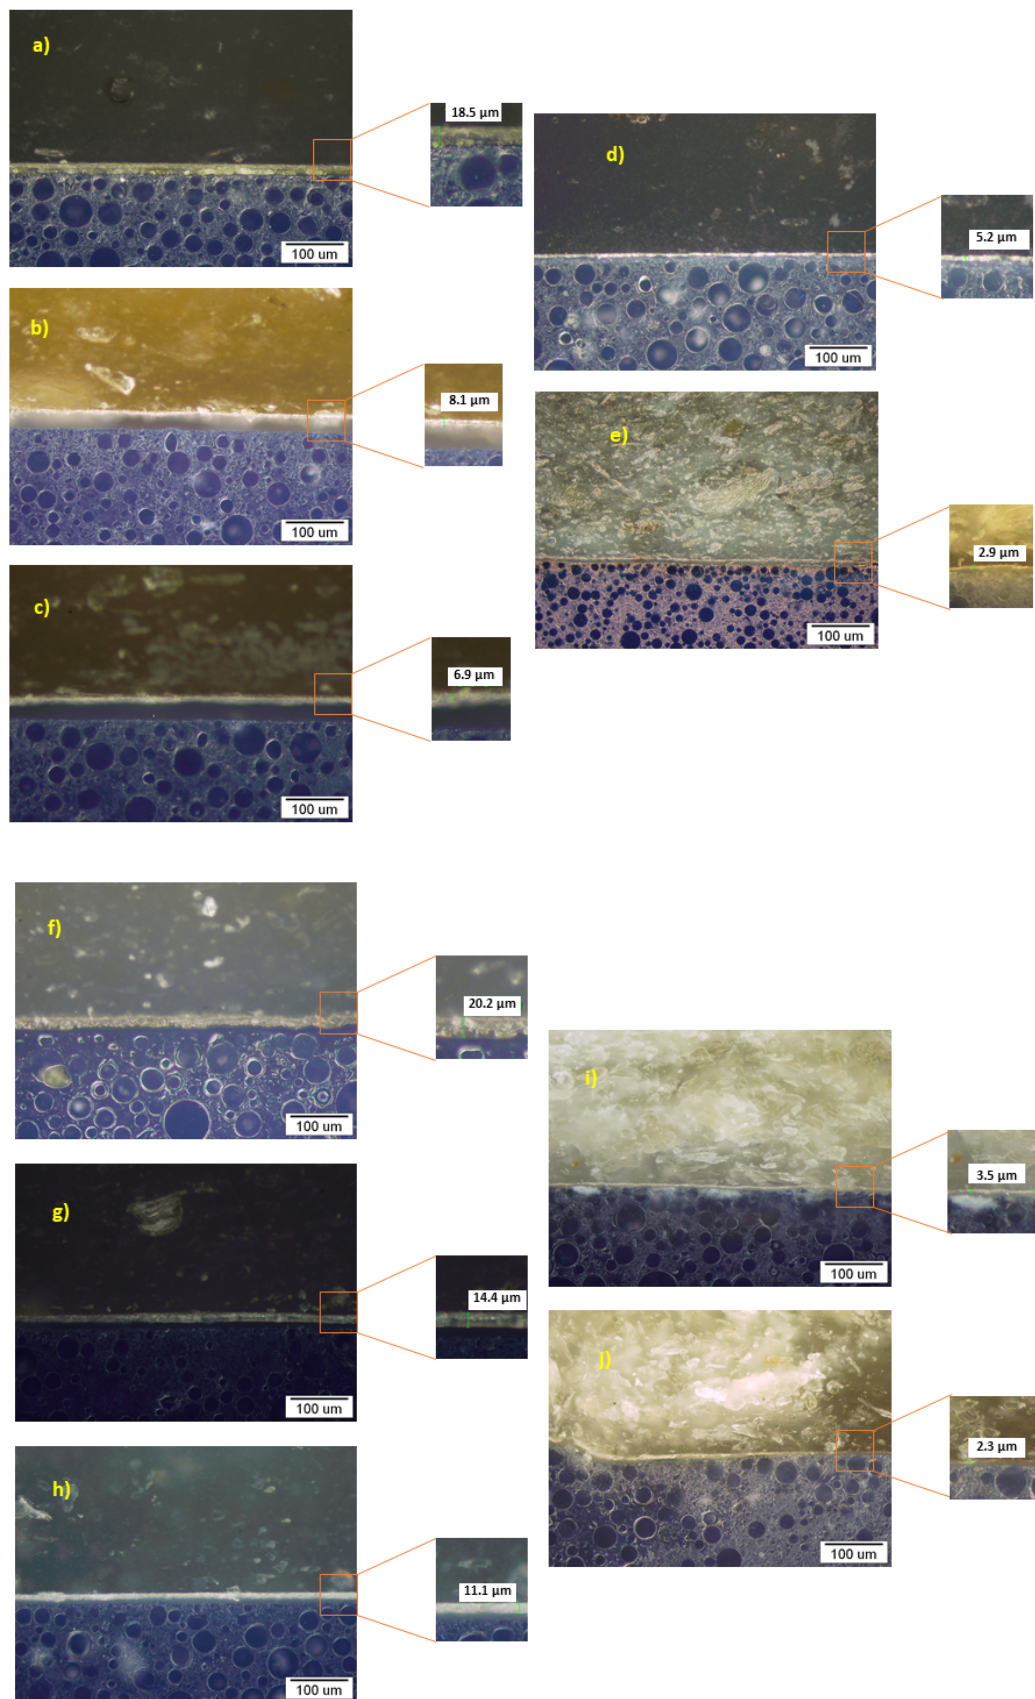 a)
18.5 µm
100 um
b)
8.1 µm
100 um
c)
6.9 µm
100 um
d)
5.2 µm
100 um
e)
2.9 µm
100 um
f)
20.2 µm
100 um
g)
14.4 µm
100 um
h)
11.1 µm
100 um
i)
3.5 µm
100 um
j)
2.3 µm
100 um